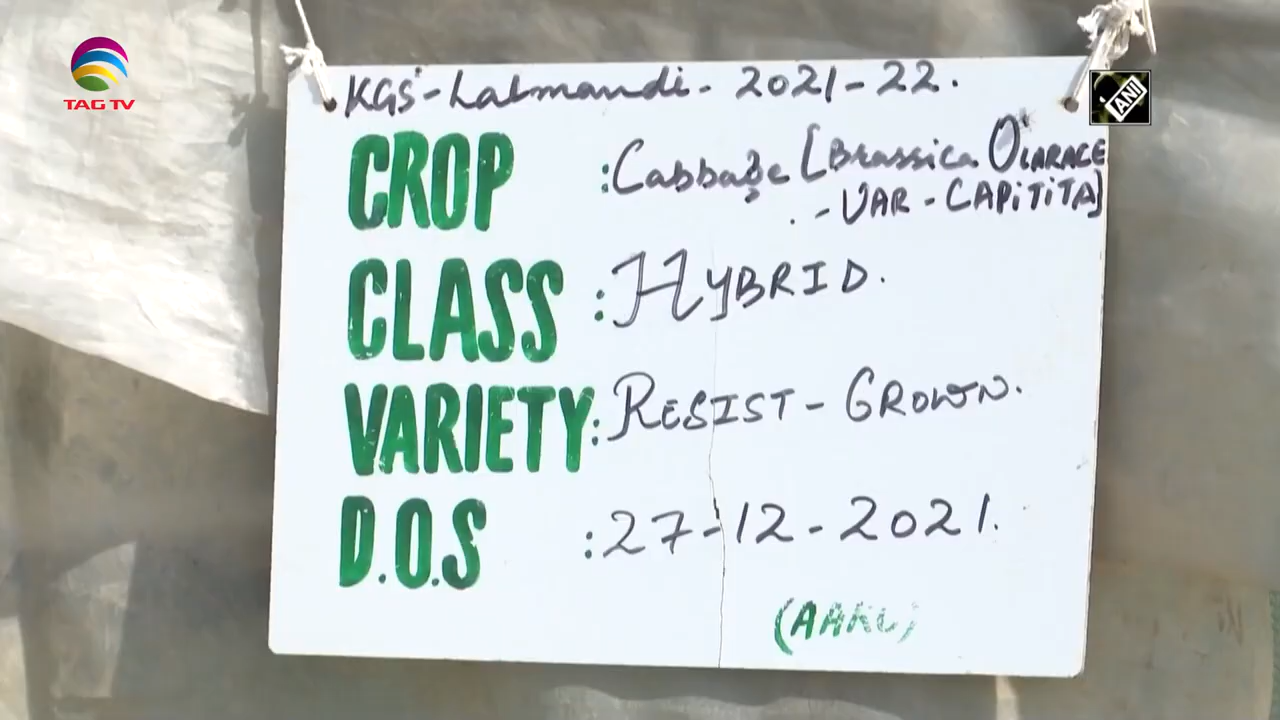 TAG TV
ANI
KGS-Lalmandi-2021-22.
CROP :Cabbage [Brassica Olarace
-VAR-CAPITITA]
CLASS :HYBRID.
VARIETY:RESIST-GROWN.
D.O.S :27-12-2021.